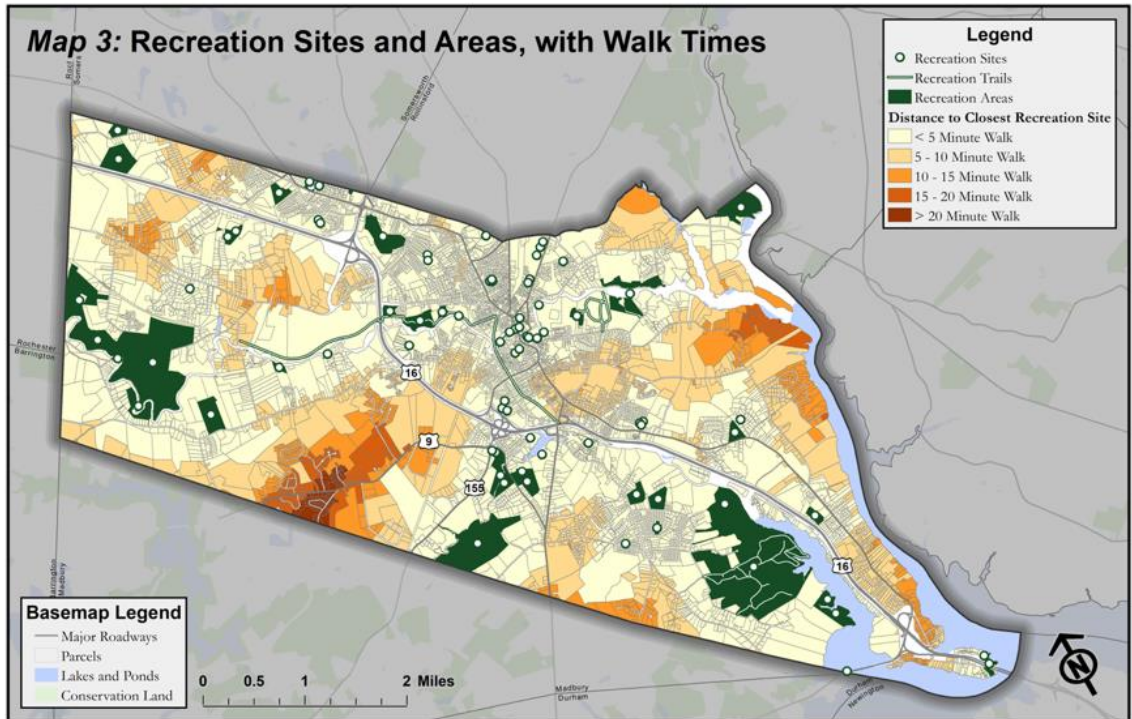 Map 3: Recreation Sites and Areas, with Walk Times
Legend
Recreation Sites
Recreation Trails
Recreation Areas
Distance to Closest Recreation Site
< 5 Minute Walk
5 - 10 Minute Walk
10 - 15 Minute Walk
15 - 20 Minute Walk
> 20 Minute Walk
Somersworth
Rollinsford
Rochester
Barrington
16
9
155
16
Barrington
Madbury
Madbury
Durham
Durham
Newington
Basemap Legend
Major Roadways
Parcels
Lakes and Ponds
Conservation Land
0 0.5 1 2 Miles
N